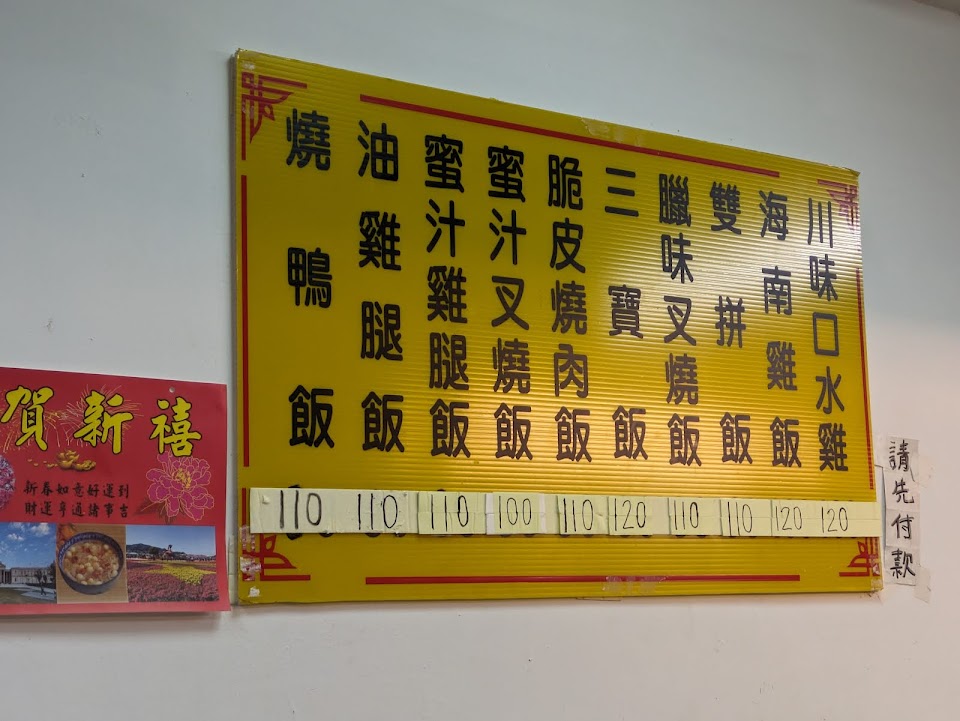 燒鴨飯
油雞腿飯
蜜汁雞腿飯
蜜汁叉燒飯
脆皮燒肉飯
三寶飯
臘味叉燒飯
雙拼飯
海南雞飯
川味口水雞
110 110 110 100 110 120 110 110 120 120
請先付款
賀新禧
新春如意好運到
財運亨通諸事吉